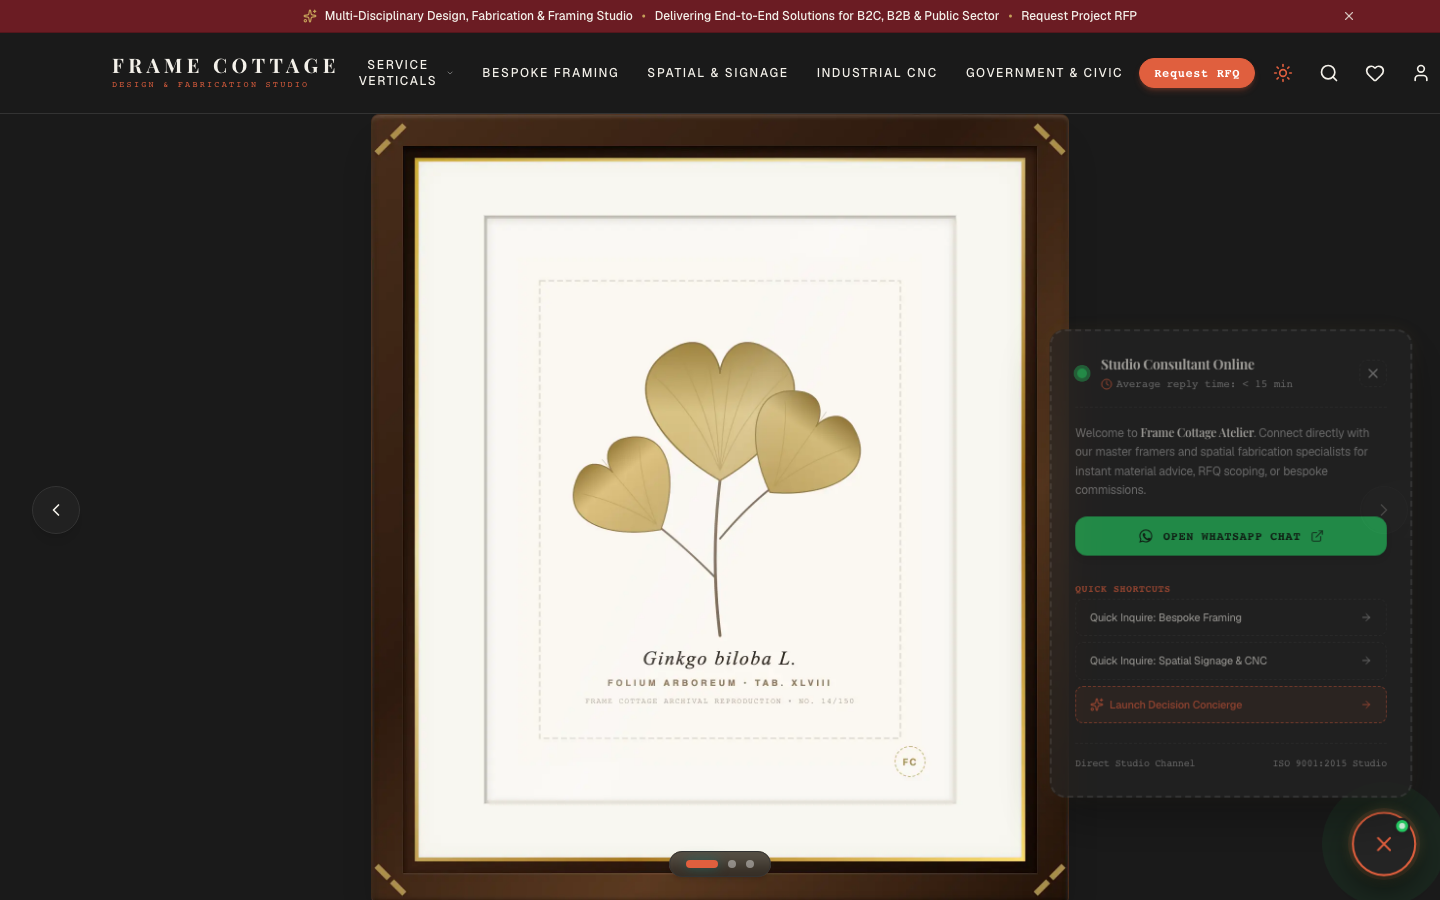 Multi-Disciplinary Design, Fabrication & Framing Studio • Delivering End-to-End Solutions for B2C, B2B & Public Sector • Request Project RFP
FRAME COTTAGE
DESIGN & FABRICATION STUDIO
SERVICE
VERTICALS
BESPOKE FRAMING
SPATIAL & SIGNAGE
INDUSTRIAL CNC
GOVERNMENT & CIVIC
Request RFQ
Ginkgo biloba L.
FOLIUM ARBOREUM • TAB. XLVIII
FRAME COTTAGE ARCHIVAL REPRODUCTION • NO. 14/150
FC
Studio Consultant Online
Average reply time: < 15 min
Welcome to Frame Cottage Atelier. Connect directly with
our master framers and spatial fabrication specialists for
instant material advice, RFQ scoping, or bespoke
commissions.
OPEN WHATSAPP CHAT
QUICK SHORTCUTS
Quick Inquire: Bespoke Framing
Quick Inquire: Spatial Signage & CNC
Launch Decision Concierge
Direct Studio Channel
ISO 9001:2015 Studio